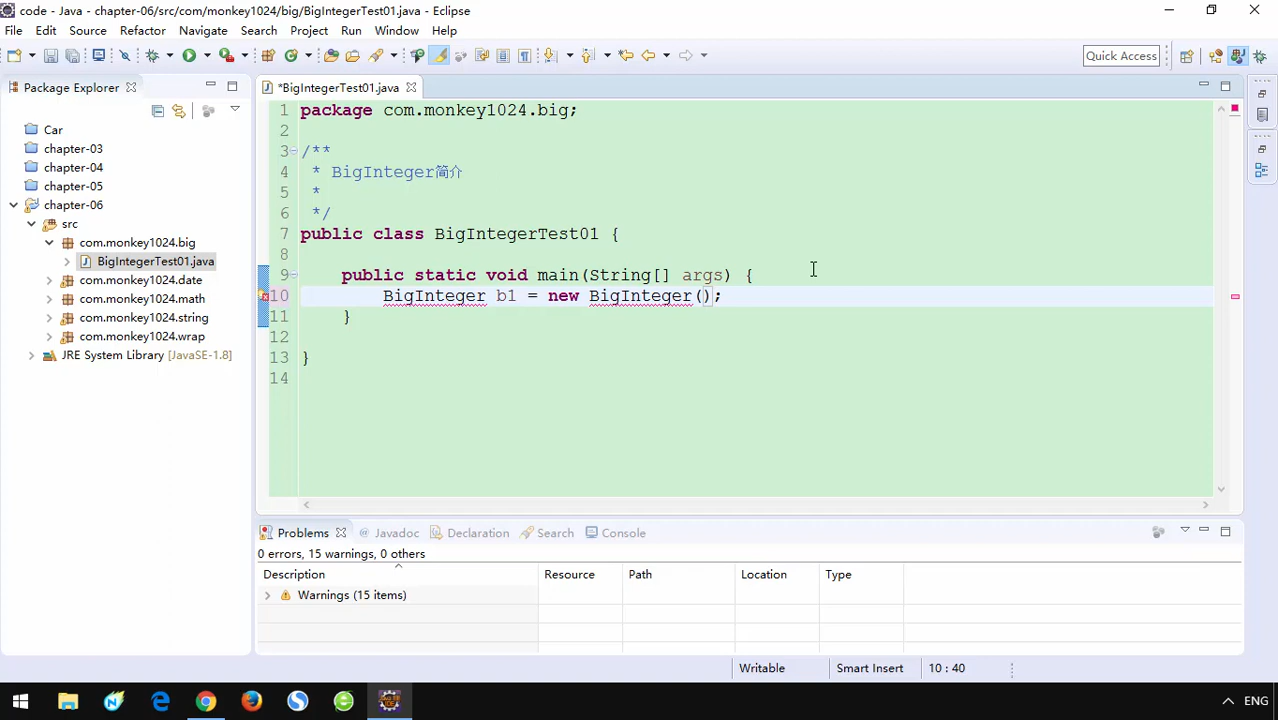 code - Java - chapter-06/src/com/monkey1024/big/BigIntegerTest01.java - Eclipse
File Edit Source Refactor Navigate Search Project Run Window Help
Quick Access
Package Explorer
*BigIntegerTest01.java
Car
chapter-03
chapter-04
chapter-05
chapter-06
src
com.monkey1024.big
BigIntegerTest01.java
com.monkey1024.date
com.monkey1024.math
com.monkey1024.string
com.monkey1024.wrap
JRE System Library [JavaSE-1.8]
1 package com.monkey1024.big;
2
3 /**
4 * BigInteger简介
5 *
6 */
7 public class BigIntegerTest01 {
8
9 public static void main(String[] args) {
10 BigInteger b1 = new BigInteger();
11 }
12
13 }
14
Problems @ Javadoc Declaration Search Console
0 errors, 15 warnings, 0 others
Description Resource Path Location Type
Warnings (15 items)
Writable Smart Insert 10 : 40
ENG